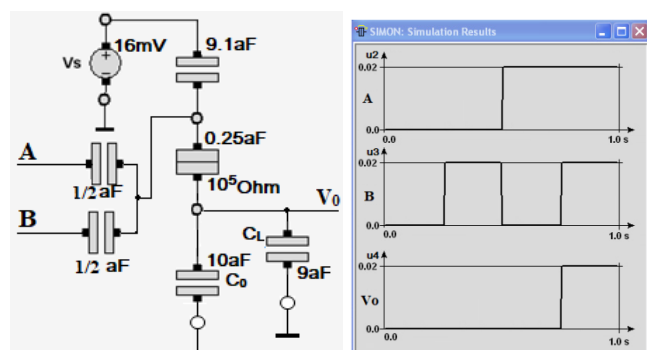 16mV
9.1aF
Vs
0.25aF
A
1/2 aF
10⁵Ohm
V₀
B
1/2 aF
10aF
C₀
C_L
9aF
SIMON: Simulation Results
u2
0.02
A
0.0
0.0
1.0 s
u3
0.02
B
0.0
0.0
1.0 s
u4
0.02
Vo
0.0
0.0
1.0 s